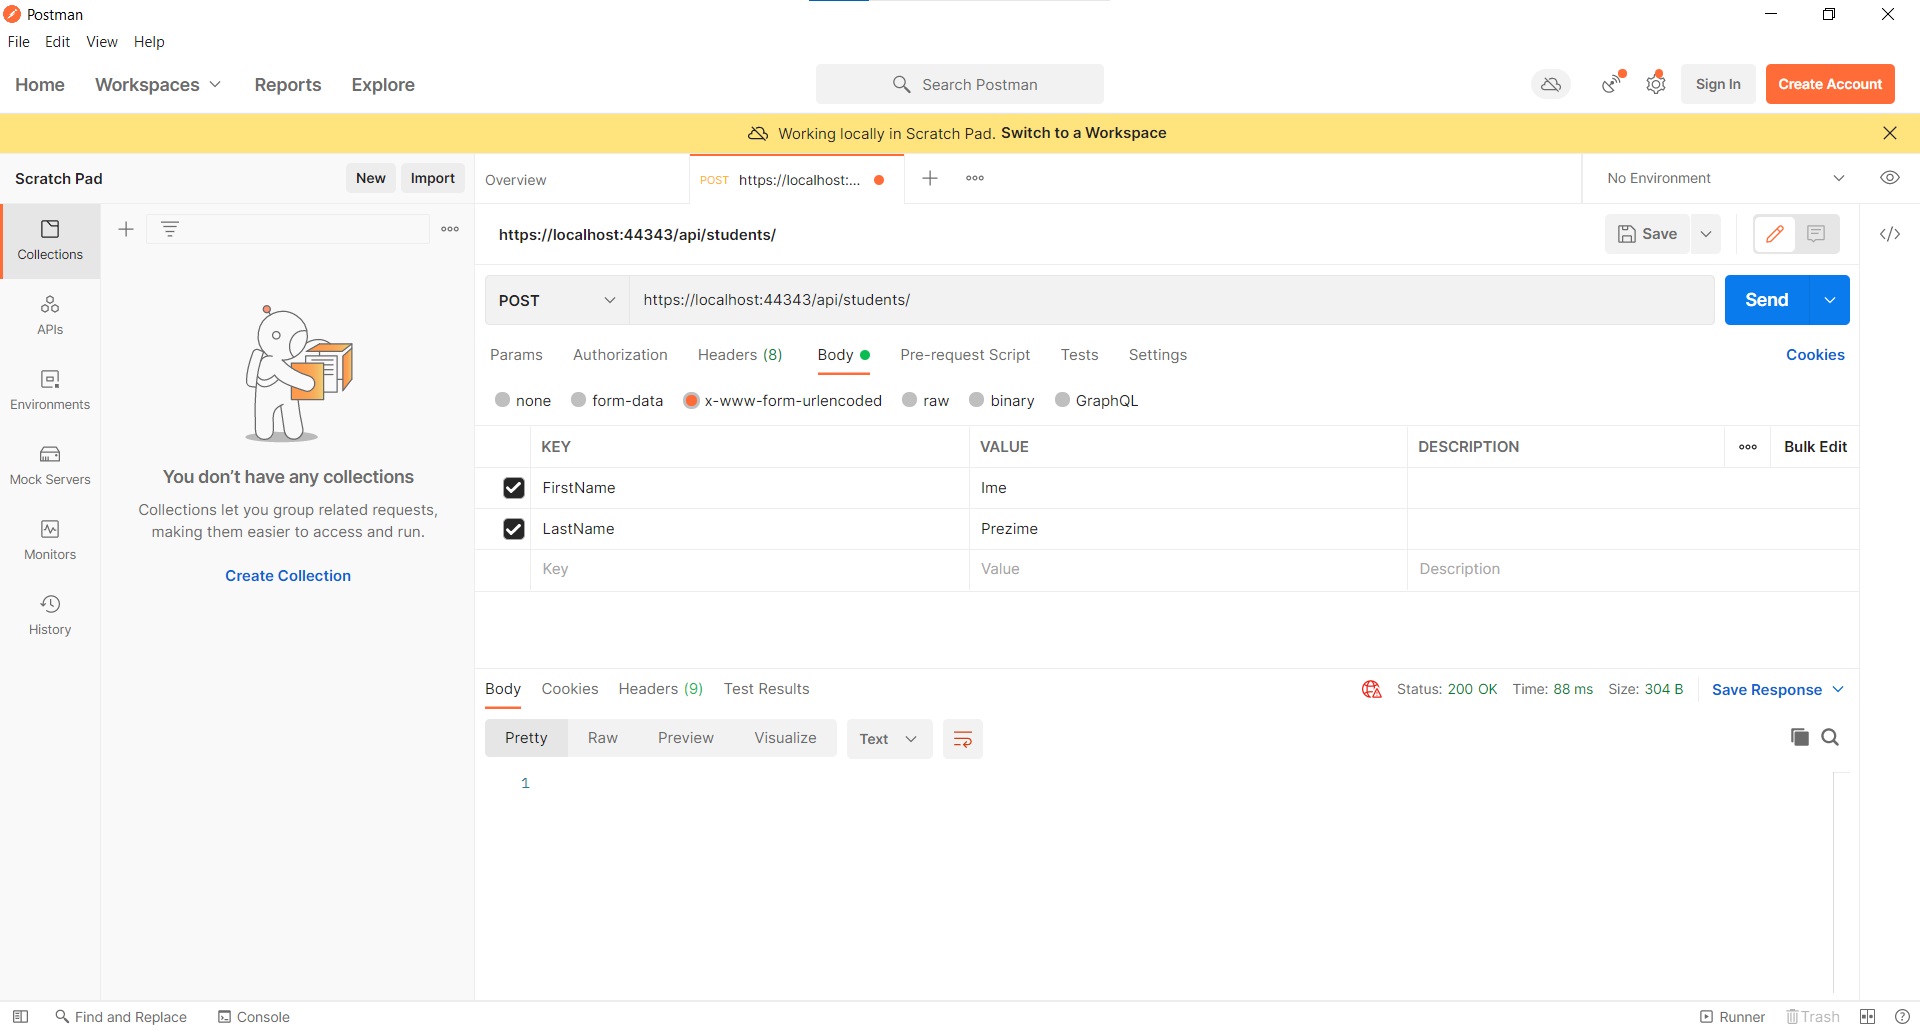 Postman
File Edit View Help
Home Workspaces Reports Explore Search Postman Sign In Create Account
Working locally in Scratch Pad. Switch to a Workspace
Scratch Pad New Import Overview POST https://localhost:... No Environment
Collections
APIs
Environments
Mock Servers
Monitors
History
You don't have any collections
Collections let you group related requests,
making them easier to access and run.
Create Collection
https://localhost:44343/api/students/ Save
POST https://localhost:44343/api/students/ Send
Params Authorization Headers (8) Body Pre-request Script Tests Settings Cookies
none form-data x-www-form-urlencoded raw binary GraphQL
KEY VALUE DESCRIPTION Bulk Edit
FirstName Ime
LastName Prezime
Key Value Description
Body Cookies Headers (9) Test Results Status: 200 OK Time: 88 ms Size: 304 B Save Response
Pretty Raw Preview Visualize Text
1
Find and Replace Console Runner Trash